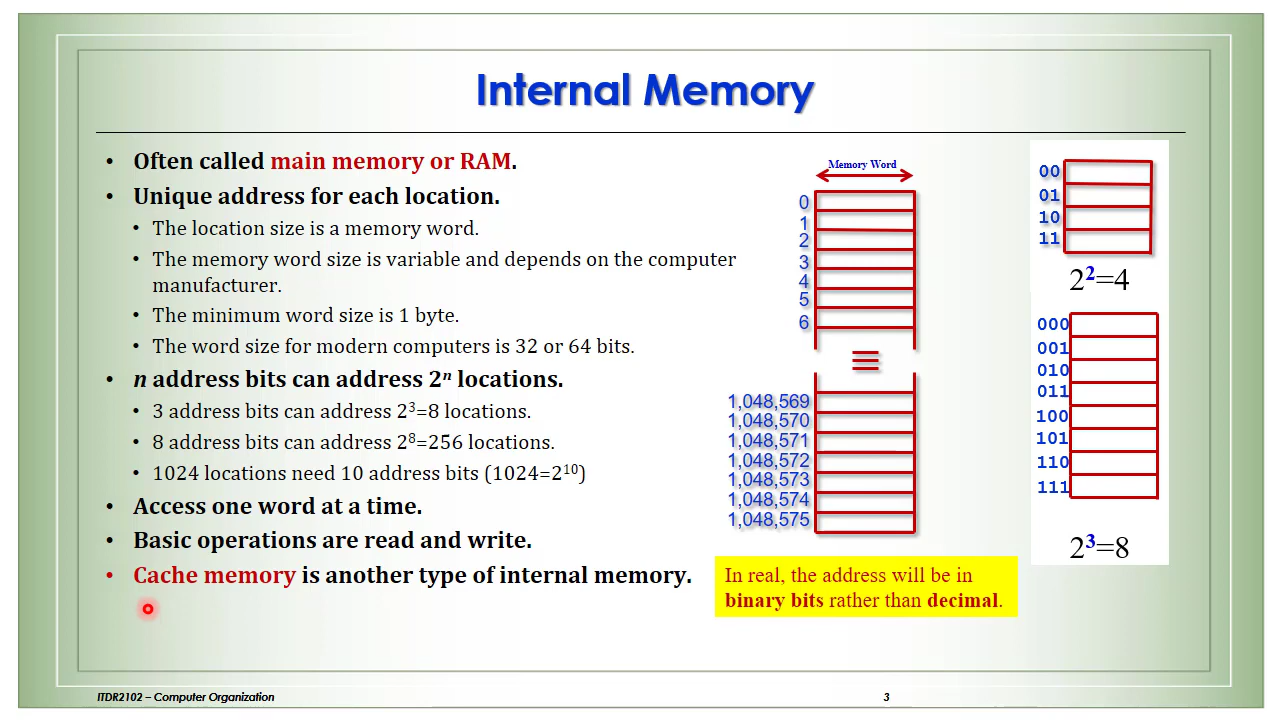 Internal Memory
• Often called main memory or RAM.
• Unique address for each location.
• The location size is a memory word.
• The memory word size is variable and depends on the computer
manufacturer.
• The minimum word size is 1 byte.
• The word size for modern computers is 32 or 64 bits.
• n address bits can address 2ⁿ locations.
• 3 address bits can address 2³=8 locations.
• 8 address bits can address 2⁸=256 locations.
• 1024 locations need 10 address bits (1024=2¹⁰)
• Access one word at a time.
• Basic operations are read and write.
• Cache memory is another type of internal memory.
Memory Word
0
1
2
3
4
5
6
1,048,569
1,048,570
1,048,571
1,048,572
1,048,573
1,048,574
1,048,575
In real, the address will be in
binary bits rather than decimal.
00
01
10
11
2²=4
000
001
010
011
100
101
110
111
2³=8
ITDR2102 – Computer Organization
3